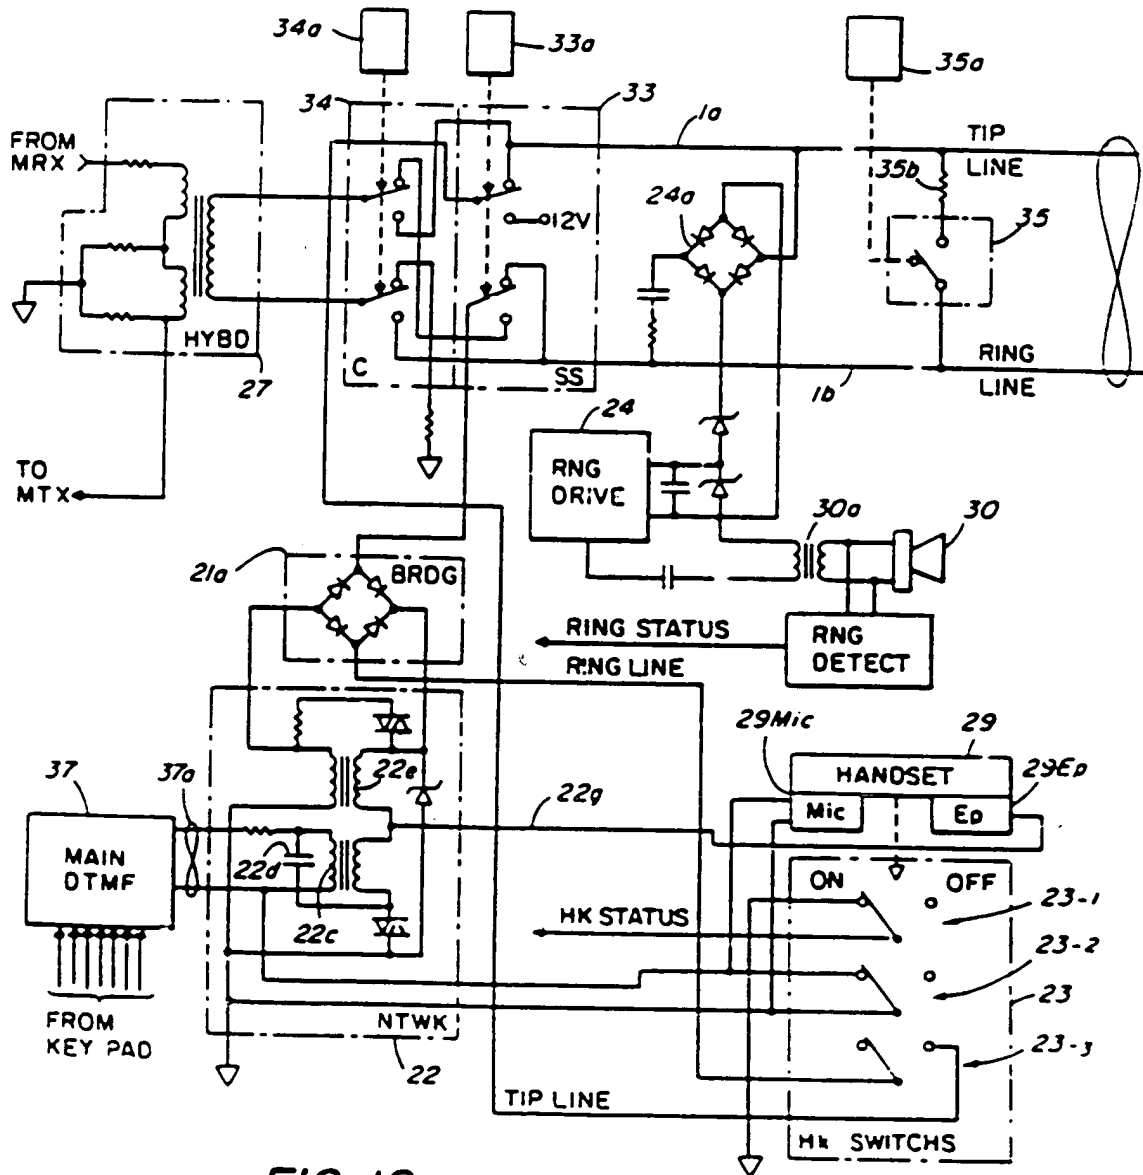 34a
33a
35a
34
33
1a
TIP
LINE
FROM
MRX
35b
24a
12V
35
HYBD
27
C
SS
RING
LINE
1b
24
TO
MTX
RNG
DRIVE
30a
30
21a
BRDG
RING STATUS
RNG
DETECT
RING LINE
29Mic
29
22e
HANDSET
29Ep
37
37a
22g
Mic
Ep
MAIN
DTMF
22d
22c
ON
OFF
HK STATUS
23-1
23-2
23
FROM
KEY PAD
NTWK
22
23-3
TIP LINE
Hk SWITCHS